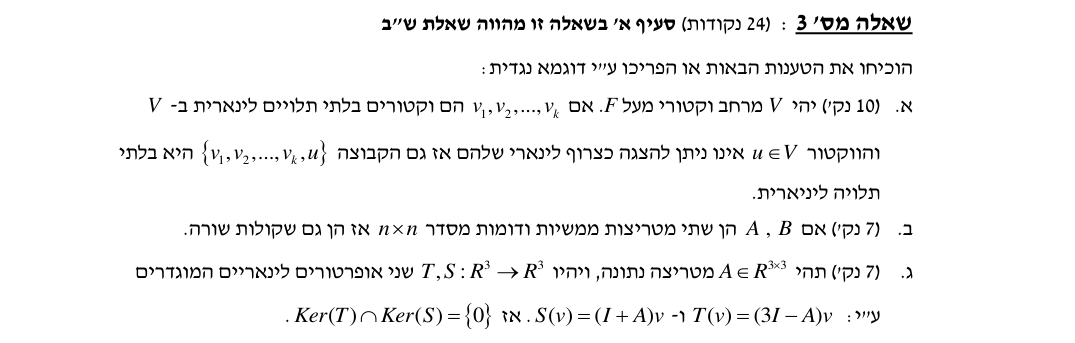 שאלה מס' 3 : (24 נקודות) סעיף א' בשאלה זו מהווה שאלת ש"ב
הוכיחו את הטענות הבאות או הפריכו ע"י דוגמא נגדית:
א. (10 נק') יהי V מרחב וקטורי מעל F. אם v₁,v₂,...,vₖ הם וקטורים בלתי תלויים לינארית ב- V
והווקטור u∈V אינו ניתן להצגה כצרוף לינארי שלהם אז גם הקבוצה {v₁,v₂,...,vₖ,u} היא בלתי
תלויה ליניארית.
ב. (7 נק') אם A , B הן שתי מטריצות ממשיות ודומות מסדר n×n אז הן גם שקולות שורה.
ג. (7 נק') תהי A∈R³ˣ³ מטריצה נתונה, ויהיו T,S:R³→R³ שני אופרטורים לינאריים המוגדרים
ע"י: T(v)=(3I−A)v ו- S(v)=(I+A)v. אז Ker(T)∩Ker(S)={0}.